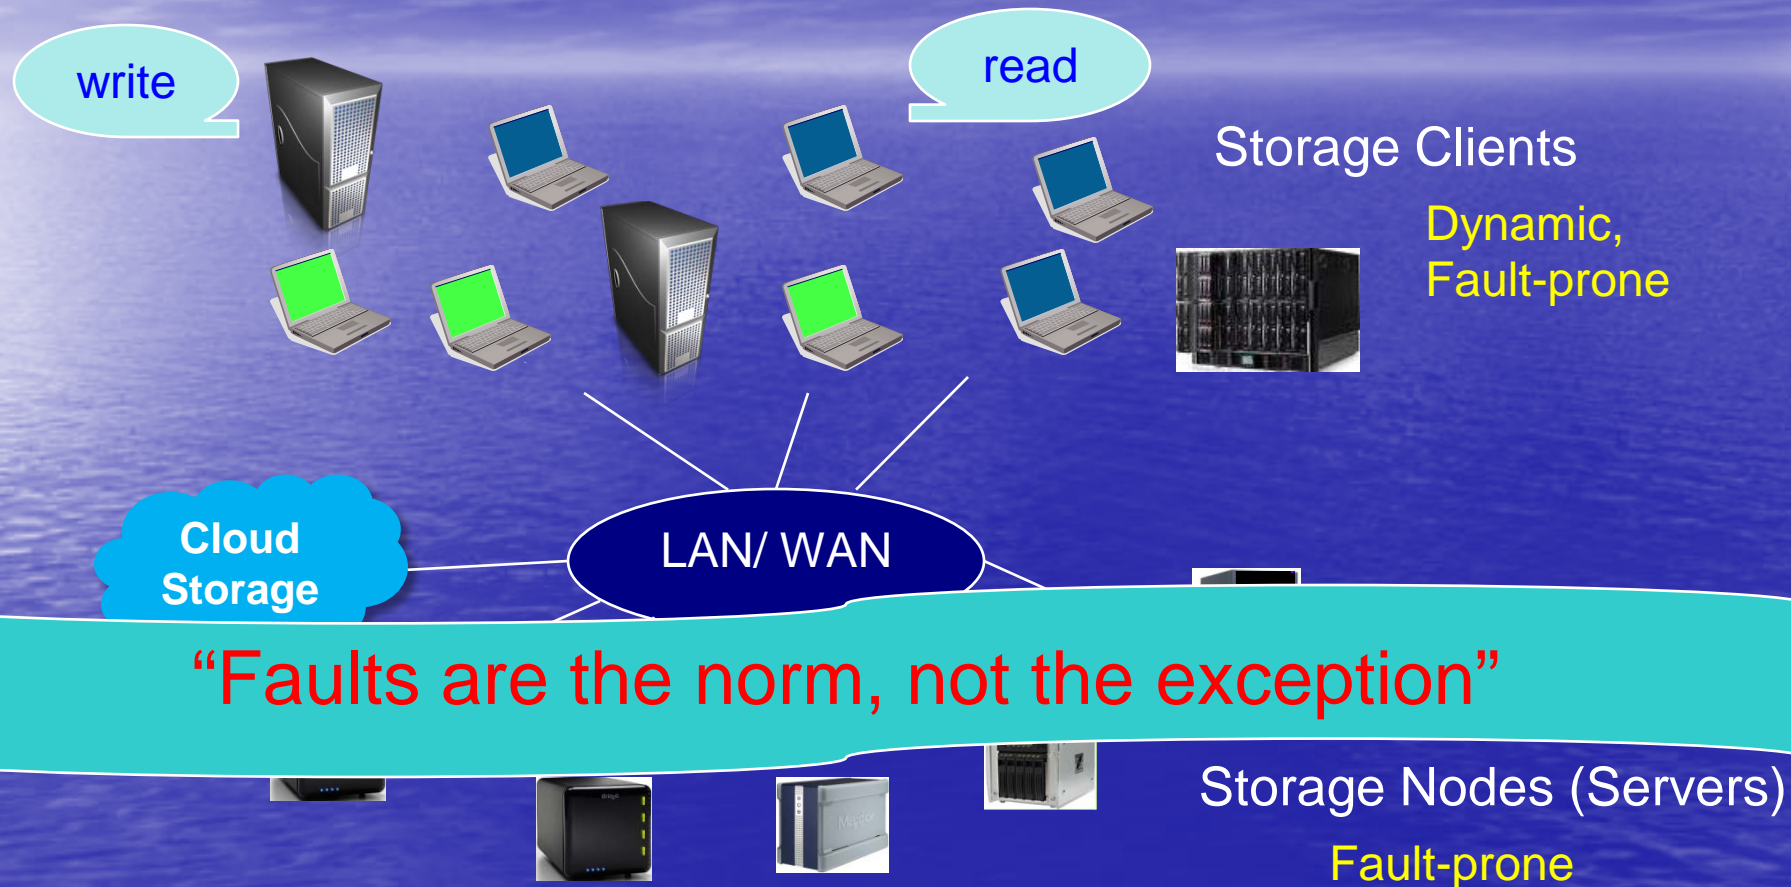 write
read
Storage Clients
Dynamic,
Fault-prone
Cloud
Storage
LAN/ WAN
“Faults are the norm, not the exception”
Storage Nodes (Servers)
Fault-prone